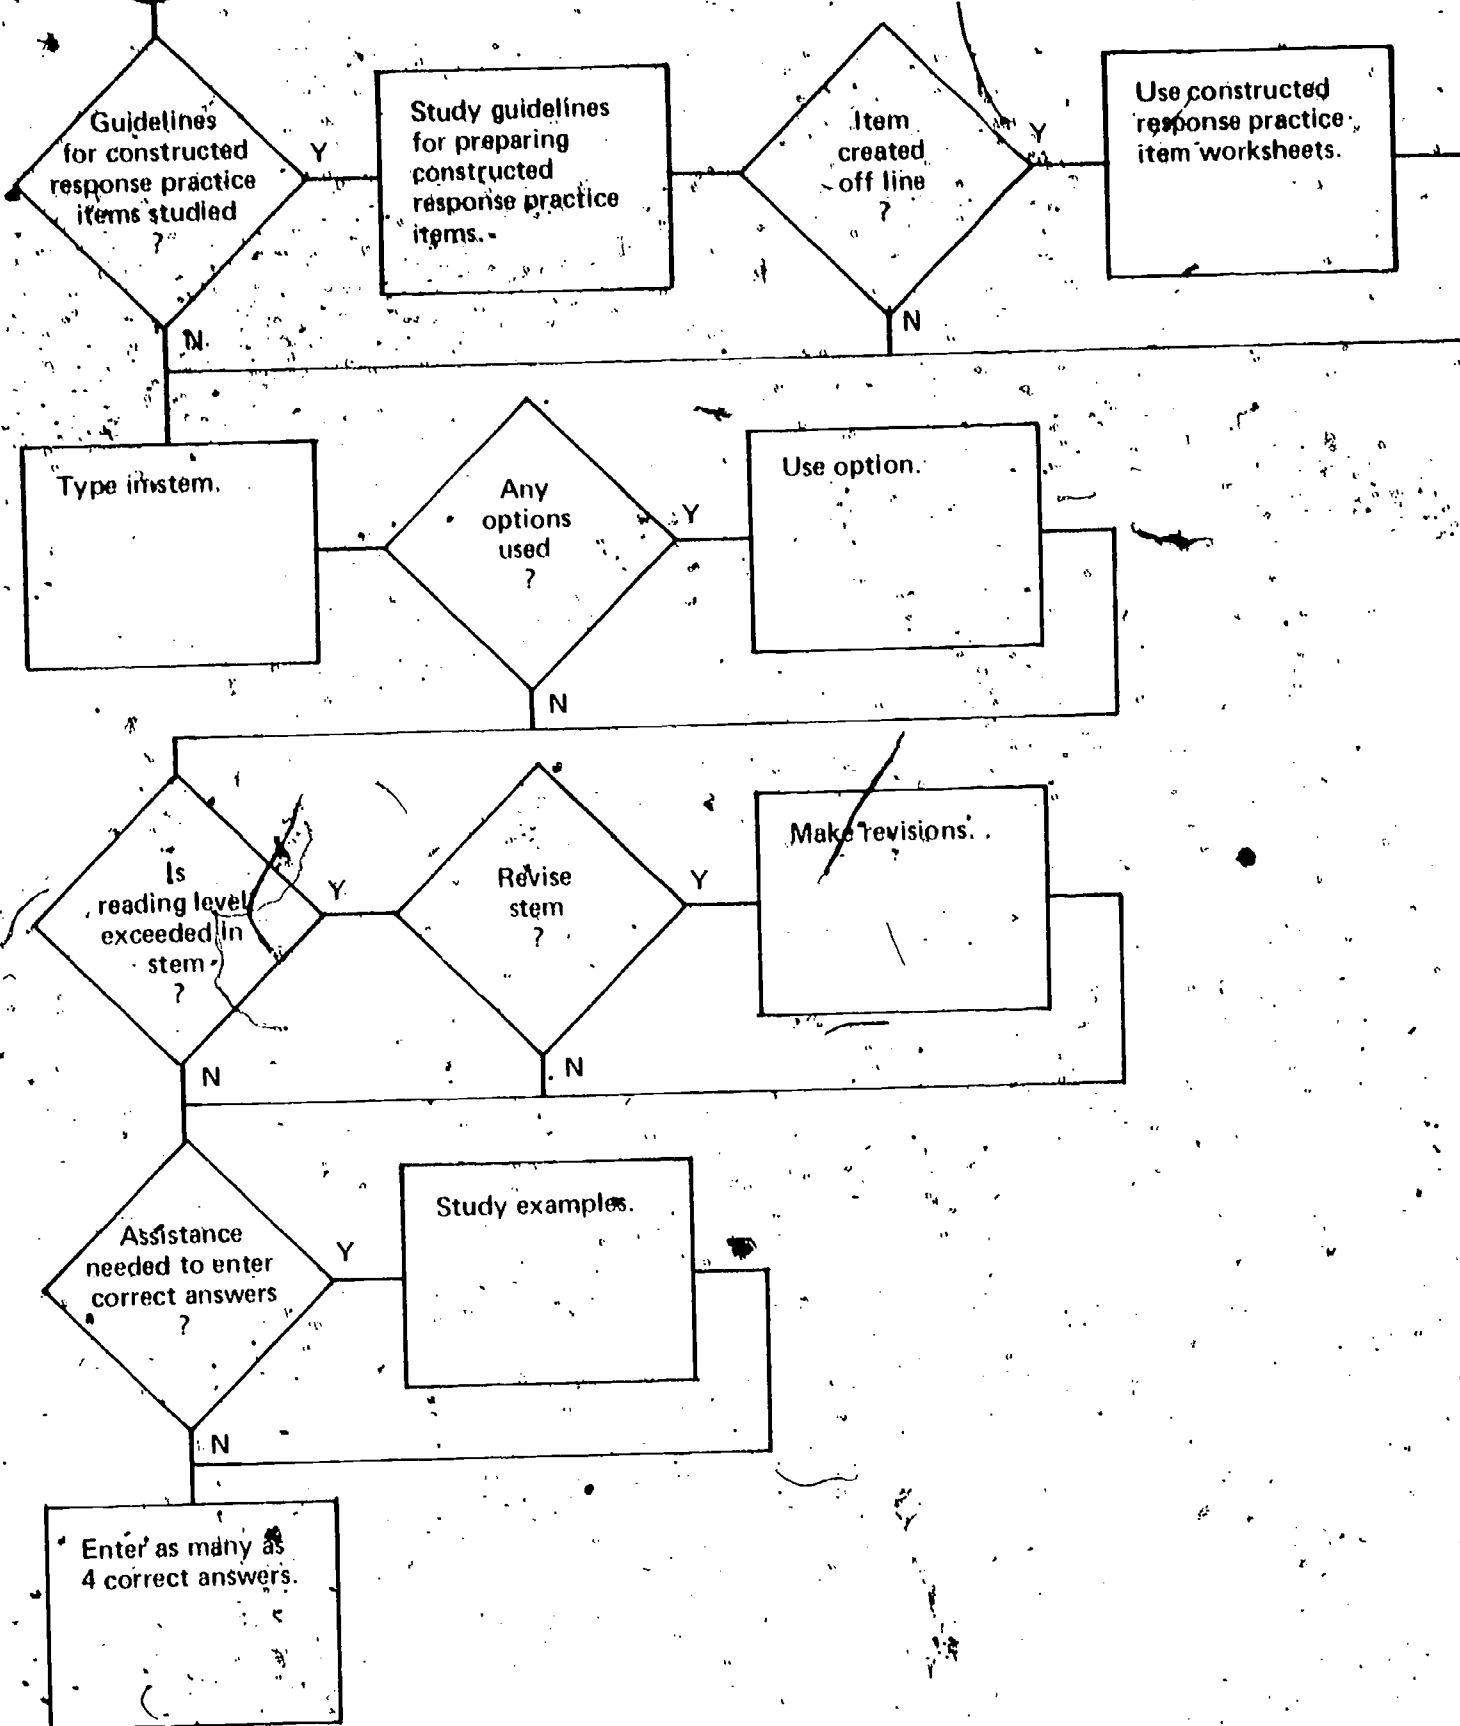 Guidelines
for constructed
response practice
items studied
?
Y
N
Study guidelines
for preparing
constructed
response practice
items.
Item
created
off line
?
Y
N
Use constructed
response practice
item worksheets.
Type in stem.
Any
options
used
?
Y
N
Use option.
Is
reading level
exceeded in
stem
?
Y
N
Revise
stem
?
Y
N
Make revisions.
Assistance
needed to enter
correct answers
?
Y
N
Study examples.
Enter as many as
4 correct answers.